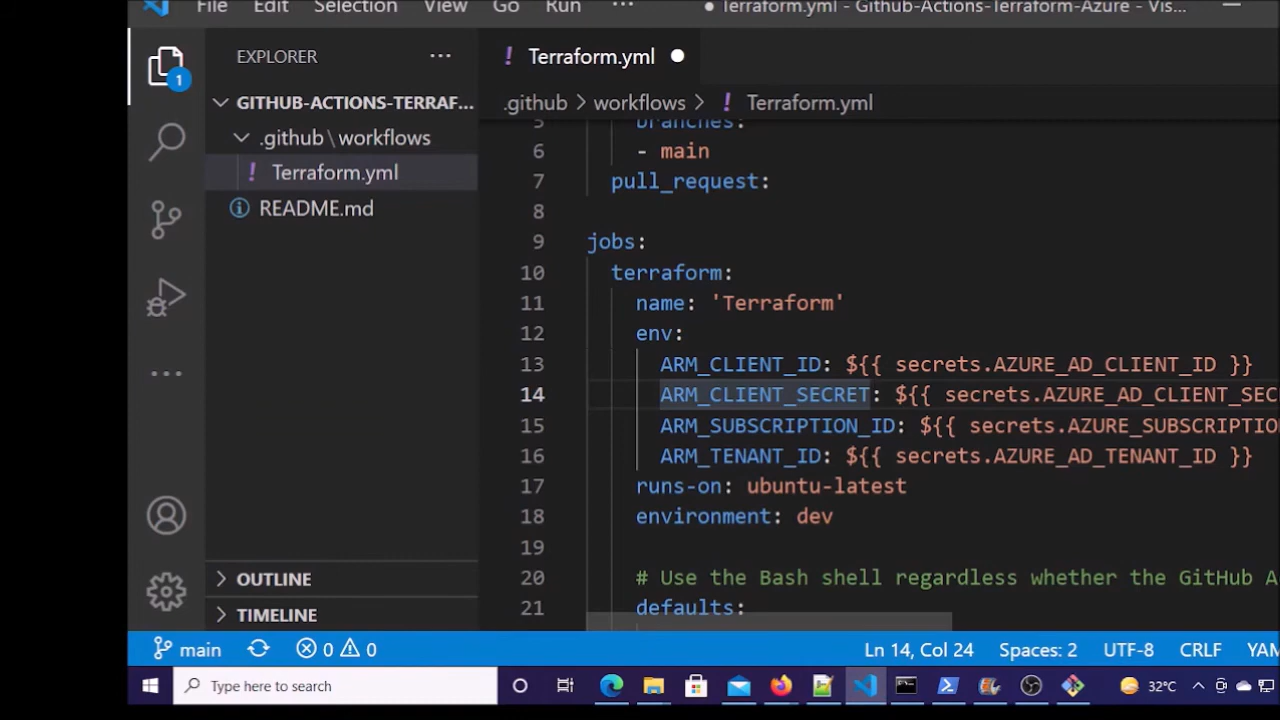 File Edit Selection View Go Run ··· ● Terraform.yml - Github-Actions-Terraform-Azure - Vis...
EXPLORER ···
! Terraform.yml ●
GITHUB-ACTIONS-TERRAF...
.github > workflows > ! Terraform.yml
.github\workflows
! Terraform.yml
README.md
1
5 branches:
6 - main
7 pull_request:
8
9 jobs:
10 terraform:
11 name: 'Terraform'
12 env:
13 ARM_CLIENT_ID: ${{ secrets.AZURE_AD_CLIENT_ID }}
14 ARM_CLIENT_SECRET: ${{ secrets.AZURE_AD_CLIENT_SEC
15 ARM_SUBSCRIPTION_ID: ${{ secrets.AZURE_SUBSCRIPTIO
16 ARM_TENANT_ID: ${{ secrets.AZURE_AD_TENANT_ID }}
17 runs-on: ubuntu-latest
18 environment: dev
19
20 # Use the Bash shell regardless whether the GitHub A
21 defaults:
OUTLINE
TIMELINE
main 0 0 Ln 14, Col 24 Spaces: 2 UTF-8 CRLF YAM
Type here to search 32°C